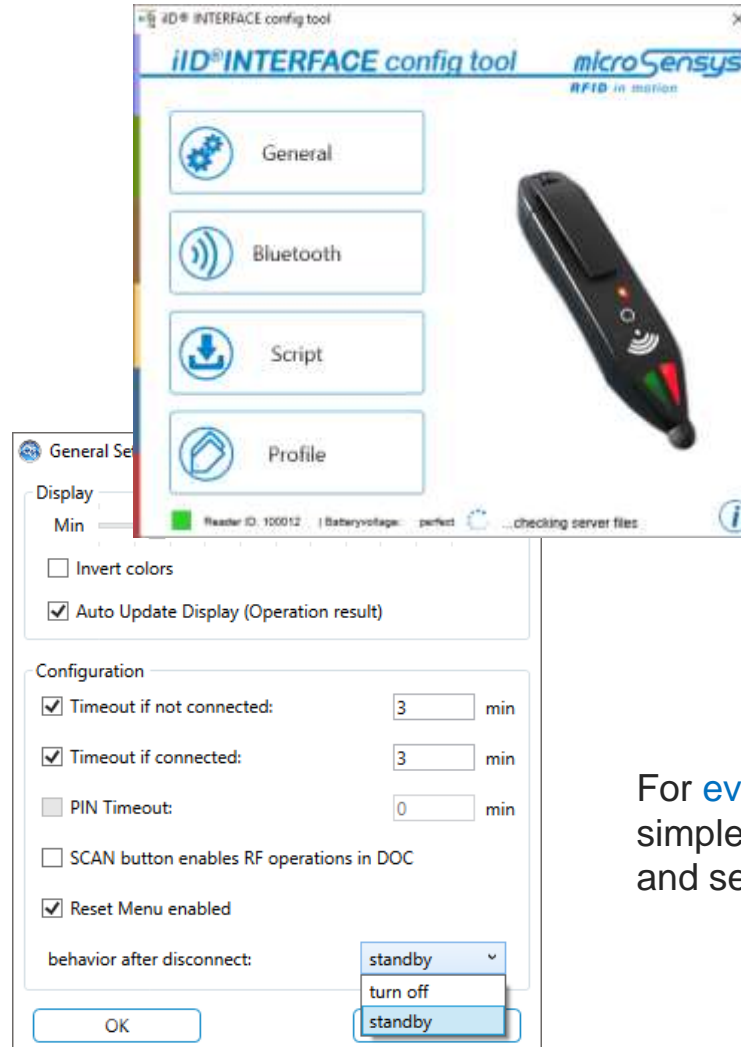 iID® INTERFACE config tool
iID®INTERFACE config tool
microSensys
RFID in motion
General
Bluetooth
Script
Profile
Reader ID: 100012 | Batteryvoltage: perfect ...checking server files
i
General Se
Display
Min
Invert colors
Auto Update Display (Operation result)
Configuration
Timeout if not connected: 3 min
Timeout if connected: 3 min
PIN Timeout: 0 min
SCAN button enables RF operations in DOC
Reset Menu enabled
behavior after disconnect: standby
turn off
standby
OK
For ev
simple
and se